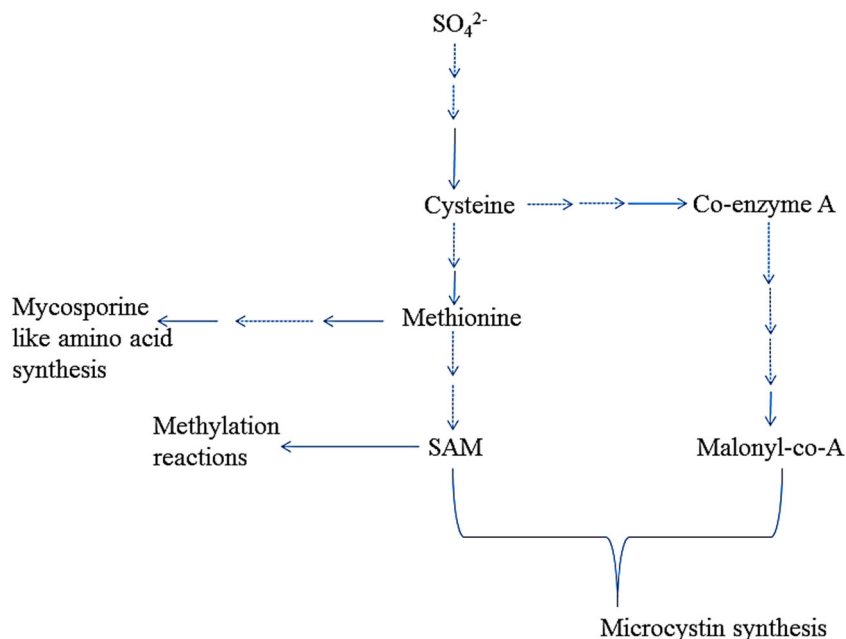 SO₄²⁻
Cysteine
Co-enzyme A
Mycosporine
like amino acid
synthesis
Methionine
Methylation
reactions
SAM
Malonyl-co-A
Microcystin synthesis